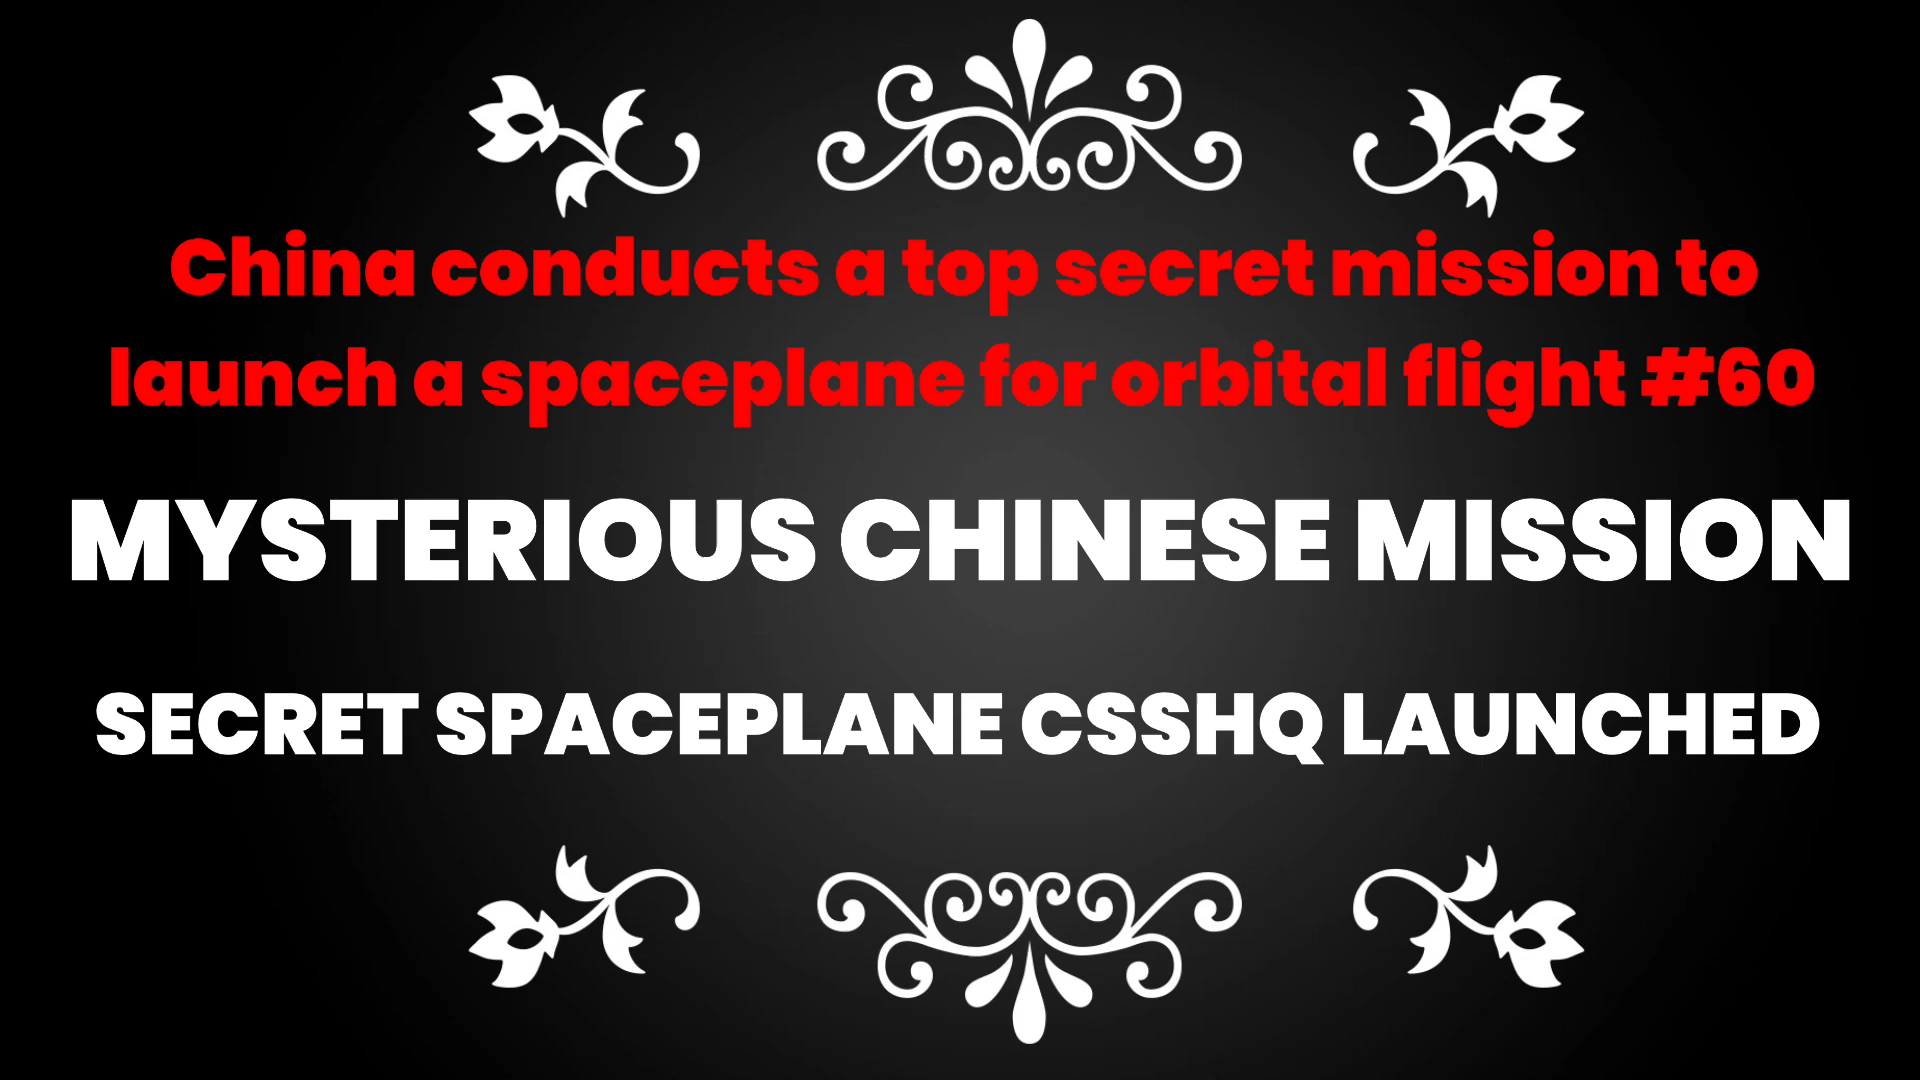 China conducts a top secret mission to
launch a spaceplane for orbital flight #60
MYSTERIOUS CHINESE MISSION
SECRET SPACEPLANE CSSHQ LAUNCHED